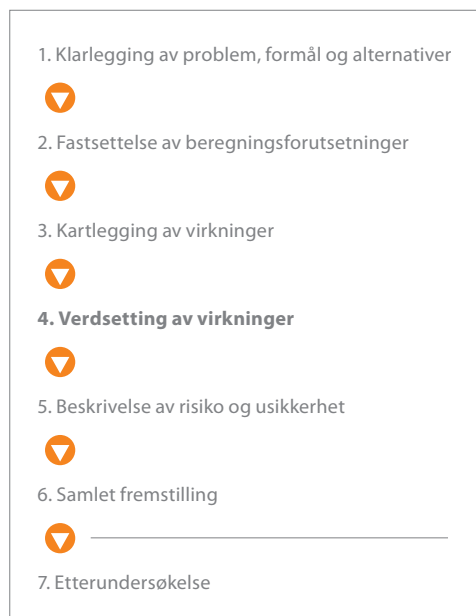 1. Klarlegging av problem, formål og alternativer
2. Fastsettelse av beregningsforutsetninger
3. Kartlegging av virkninger
4. Verdsetting av virkninger
5. Beskrivelse av risiko og usikkerhet
6. Samlet fremstilling
7. Etterundersøkelse